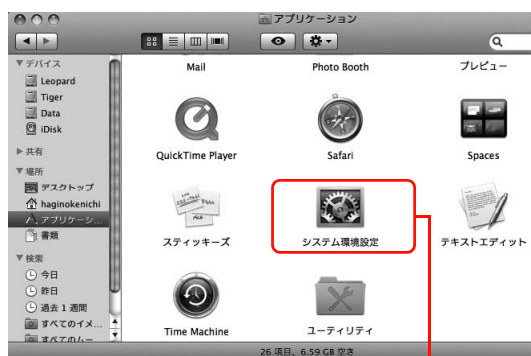 アプリケーション
▼デバイス
Leopard
Tiger
Data
iDisk
▶共有
▼場所
デスクトップ
haginokenichi
アプリケーシ...
書類
▼検索
今日
昨日
過去 1 週間
すべてのイメ...
すべてのムー
Mail
Photo Booth
プレビュー
QuickTime Player
Safari
Spaces
スティッキーズ
システム環境設定
テキストエディット
Time Machine
ユーティリティ
26 項目、6.59 GB 空き